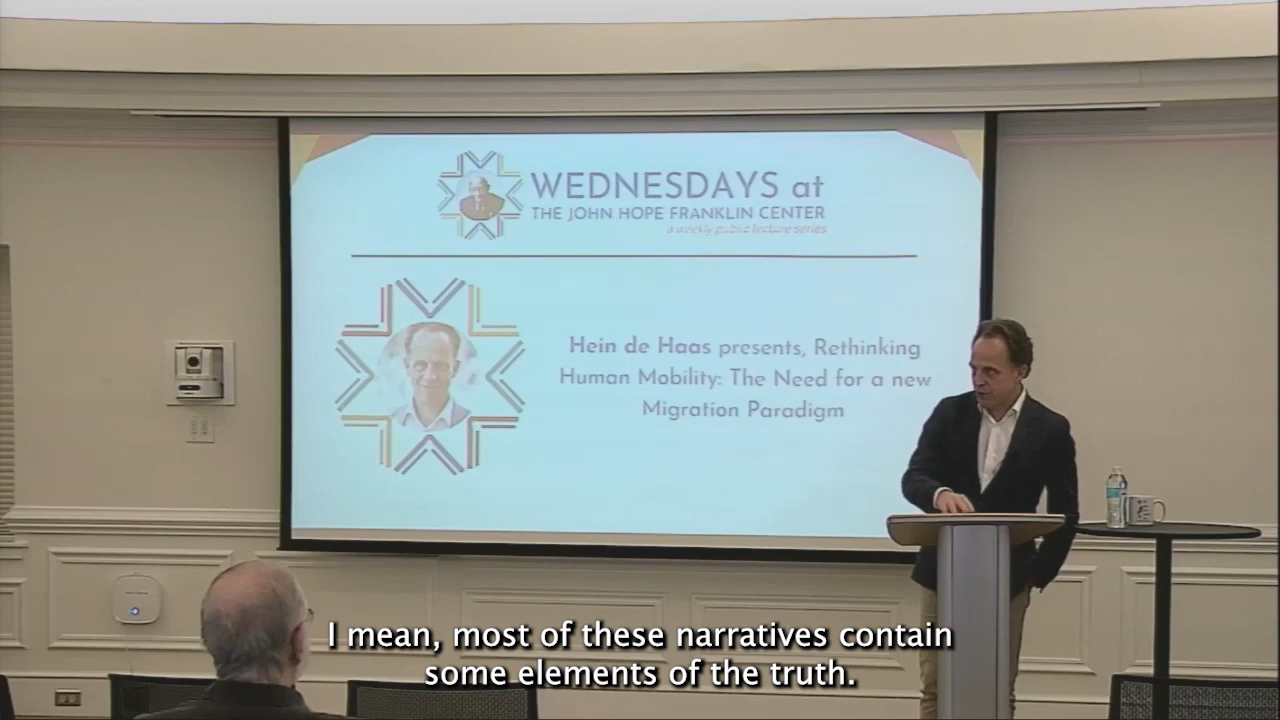 WEDNESDAYS at
THE JOHN HOPE FRANKLIN CENTER
a weekly public lecture series
Hein de Haas presents, Rethinking
Human Mobility: The Need for a new
Migration Paradigm
I mean, most of these narratives contain
some elements of the truth.